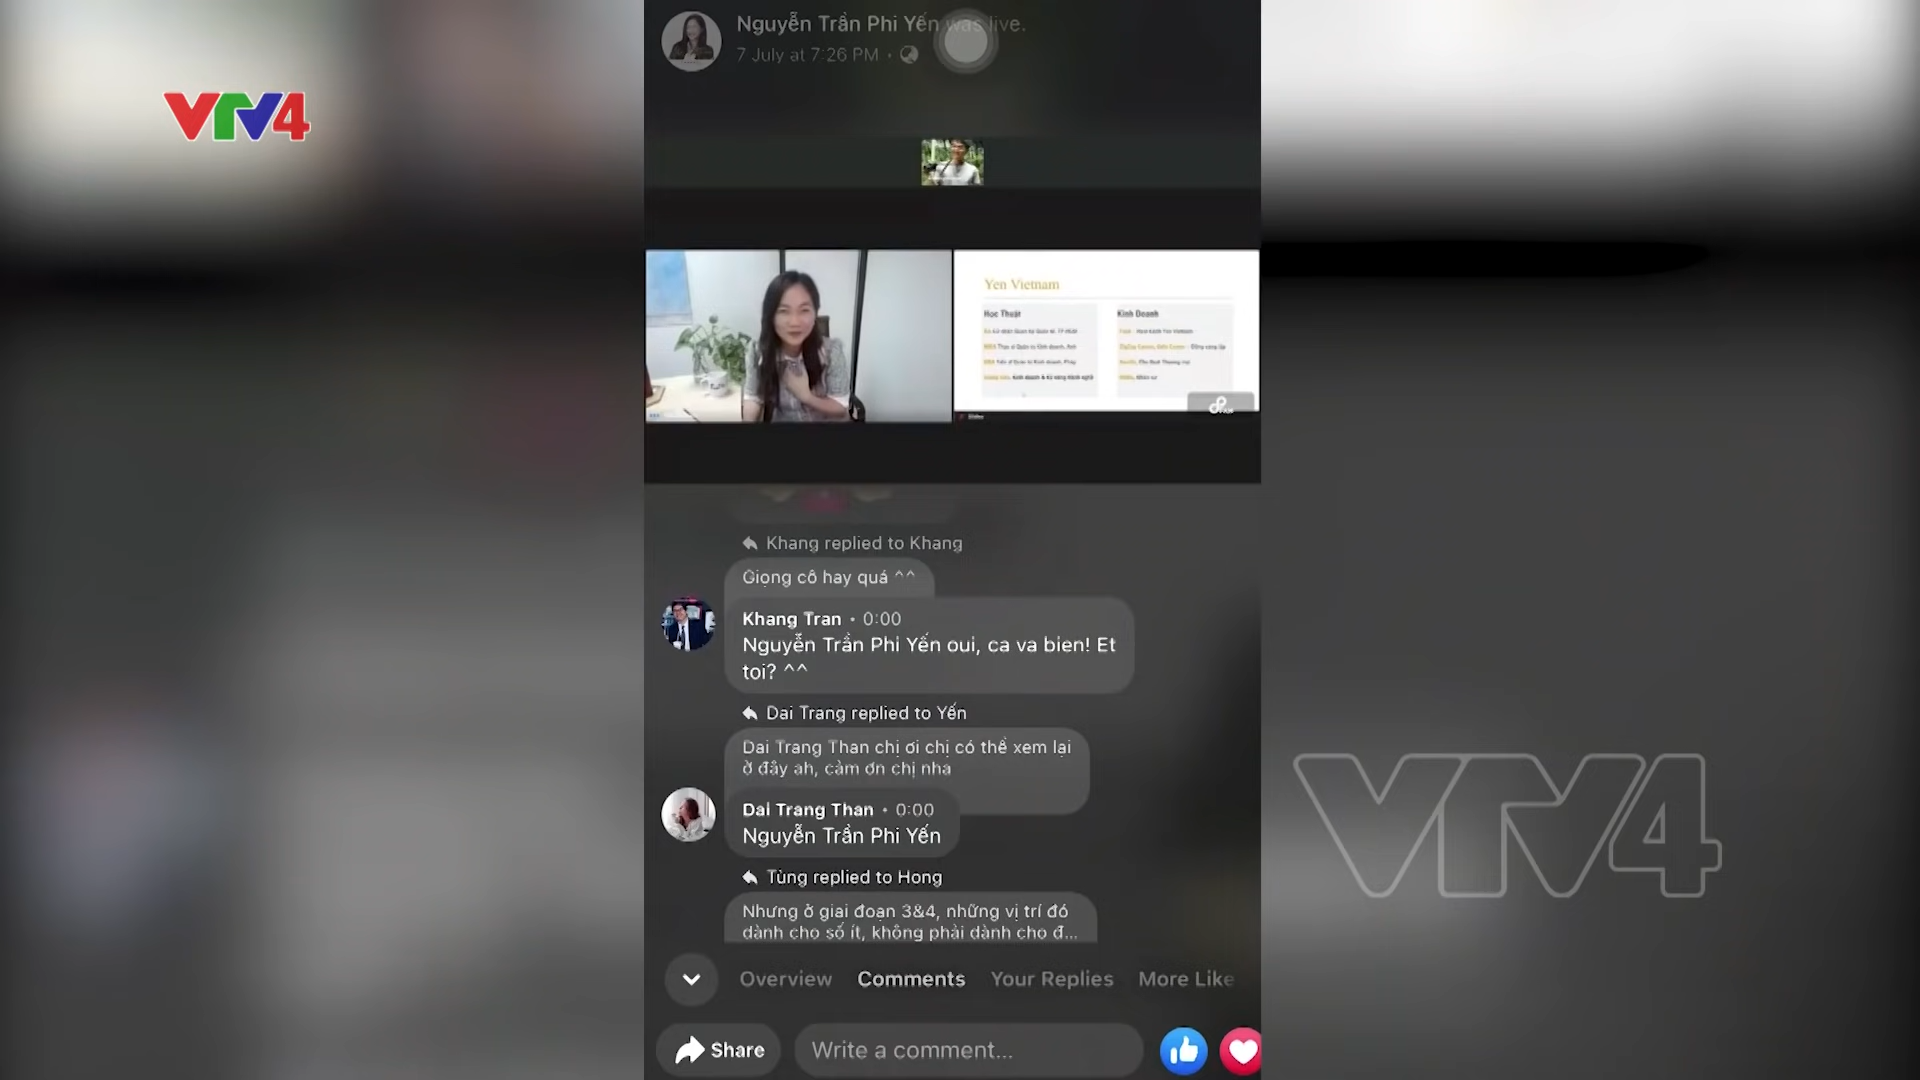 Nguyễn Trần Phi Yến was live.
7 July at 7:26 PM ·
VTV4
Yen Vietnam
Học Thuật
Kinh Doanh
Khang replied to Khang
Giọng cô hay quá ^^
Khang Tran · 0:00
Nguyễn Trần Phi Yến oui, ca va bien! Et
toi? ^^
Dai Trang replied to Yến
Dai Trang Than chị ơi chị có thể xem lại
ở đây ah, cảm ơn chị nha
Dai Trang Than · 0:00
Nguyễn Trần Phi Yến
VTV4
Tùng replied to Hong
Nhưng ở giai đoạn 3&4, những vị trí đó
dành cho số ít, không phải dành cho đ...
Overview Comments Your Replies More Like
Share Write a comment...